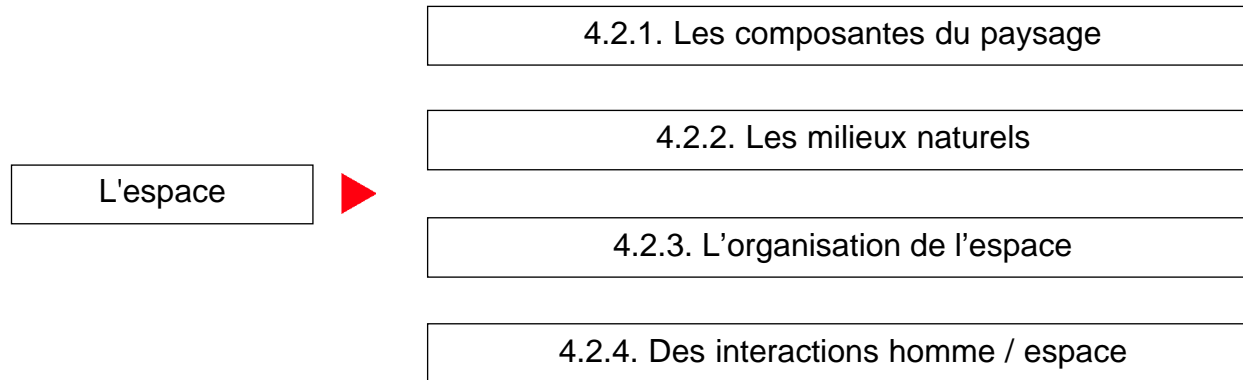 4.2.1. Les composantes du paysage
4.2.2. Les milieux naturels
L'espace
4.2.3. L’organisation de l’espace
4.2.4. Des interactions homme / espace